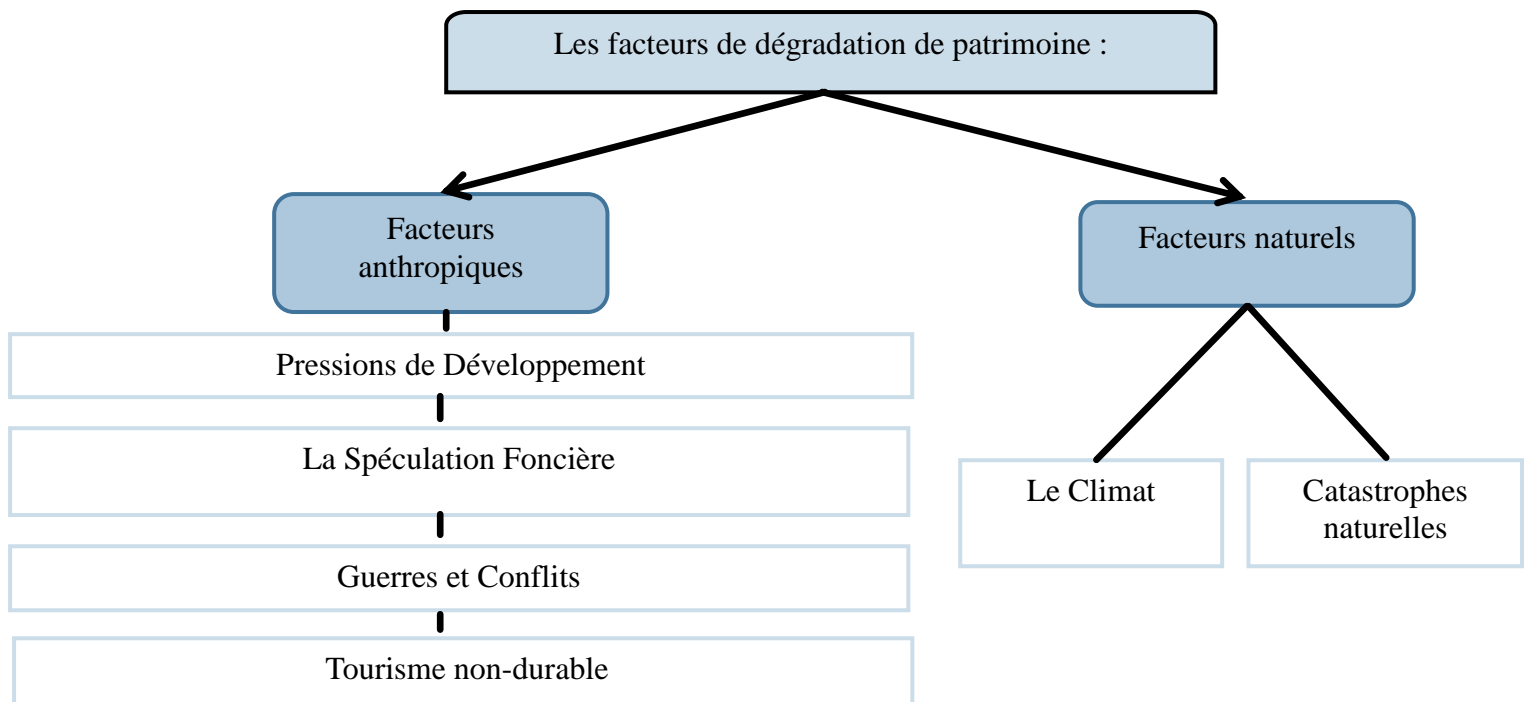 Les facteurs de dégradation de patrimoine :
Facteurs
anthropiques
Facteurs naturels
Pressions de Développement
La Spéculation Foncière
Guerres et Conflits
Tourisme non-durable
Le Climat
Catastrophes
naturelles